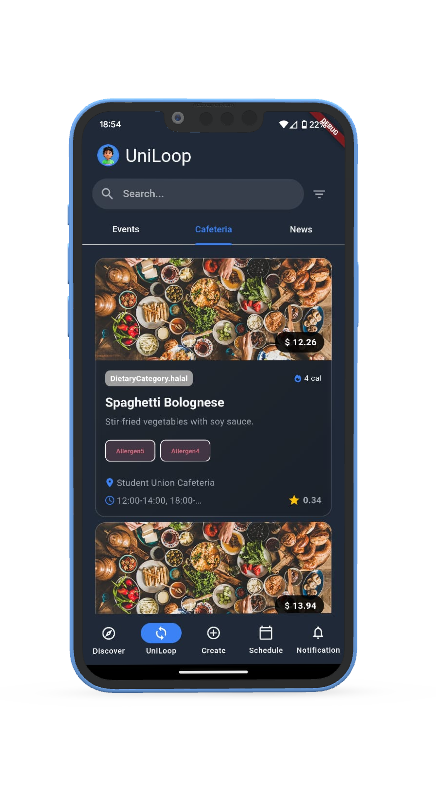 18:54
22%
DEBUG
UniLoop
Search...
Events Cafeteria News
$ 12.26
DietaryCategory.halal 4 cal
Spaghetti Bolognese
Stir fried vegetables with soy sauce.
Allergen5 Allergen4
Student Union Cafeteria
12:00-14:00, 18:00-... 0.34
$ 13.94
Discover UniLoop Create Schedule Notification